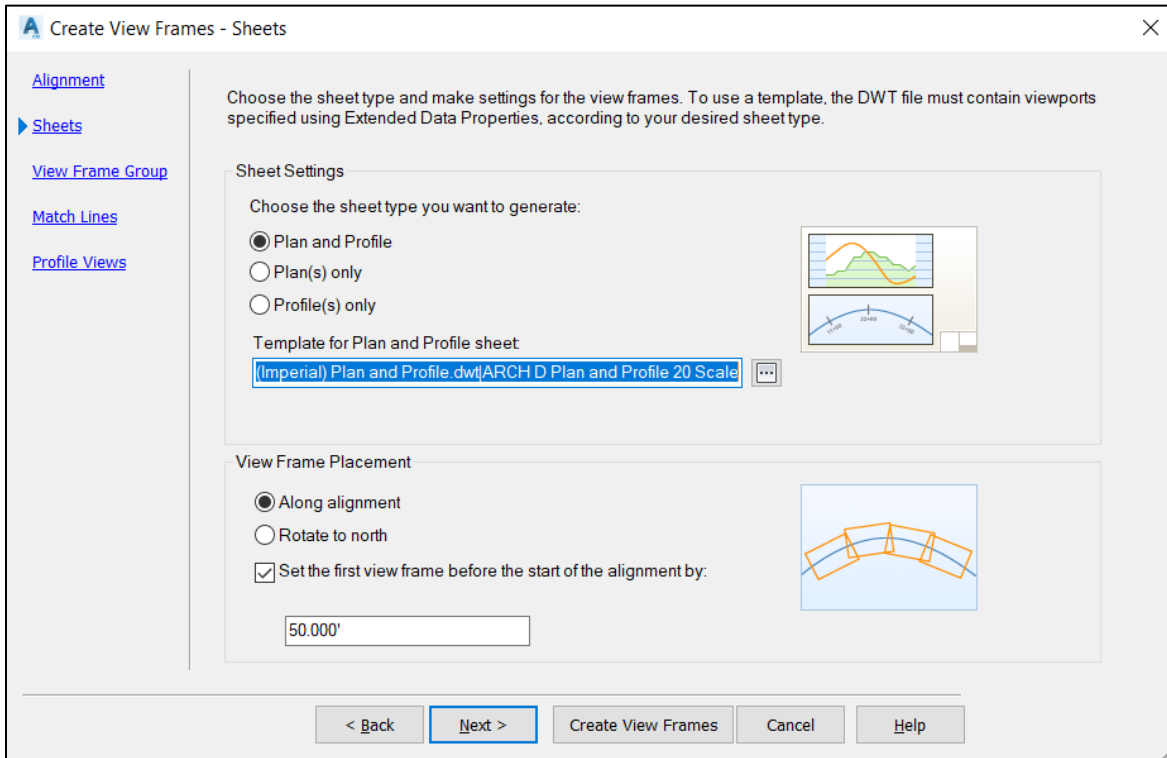 Create View Frames - Sheets
Alignment
Sheets
View Frame Group
Match Lines
Profile Views
Choose the sheet type and make settings for the view frames. To use a template, the DWT file must contain viewports
specified using Extended Data Properties, according to your desired sheet type.
Sheet Settings
Choose the sheet type you want to generate:
Plan and Profile
Plan(s) only
Profile(s) only
Template for Plan and Profile sheet:
(Imperial) Plan and Profile.dwt|ARCH D Plan and Profile 20 Scale
...
View Frame Placement
Along alignment
Rotate to north
Set the first view frame before the start of the alignment by:
50.000'
< Back
Next >
Create View Frames
Cancel
Help